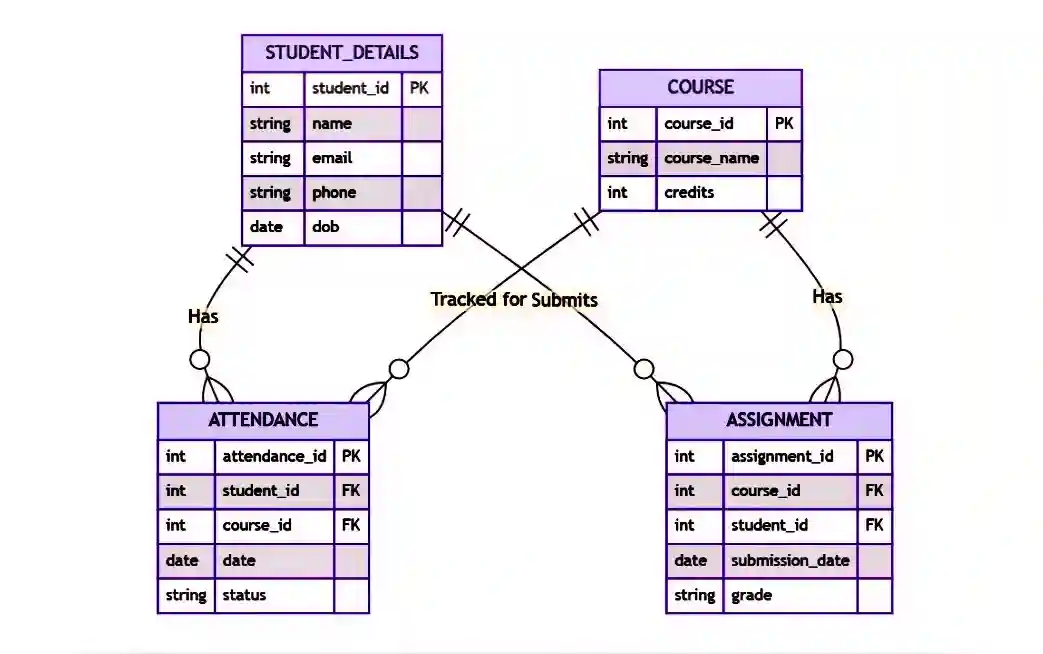 STUDENT_DETAILS
int student_id PK
string name
string email
string phone
date dob
COURSE
int course_id PK
string course_name
int credits
Has
Tracked for
Submits
Has
ATTENDANCE
int attendance_id PK
int student_id FK
int course_id FK
date date
string status
ASSIGNMENT
int assignment_id PK
int course_id FK
int student_id FK
date submission_date
string grade